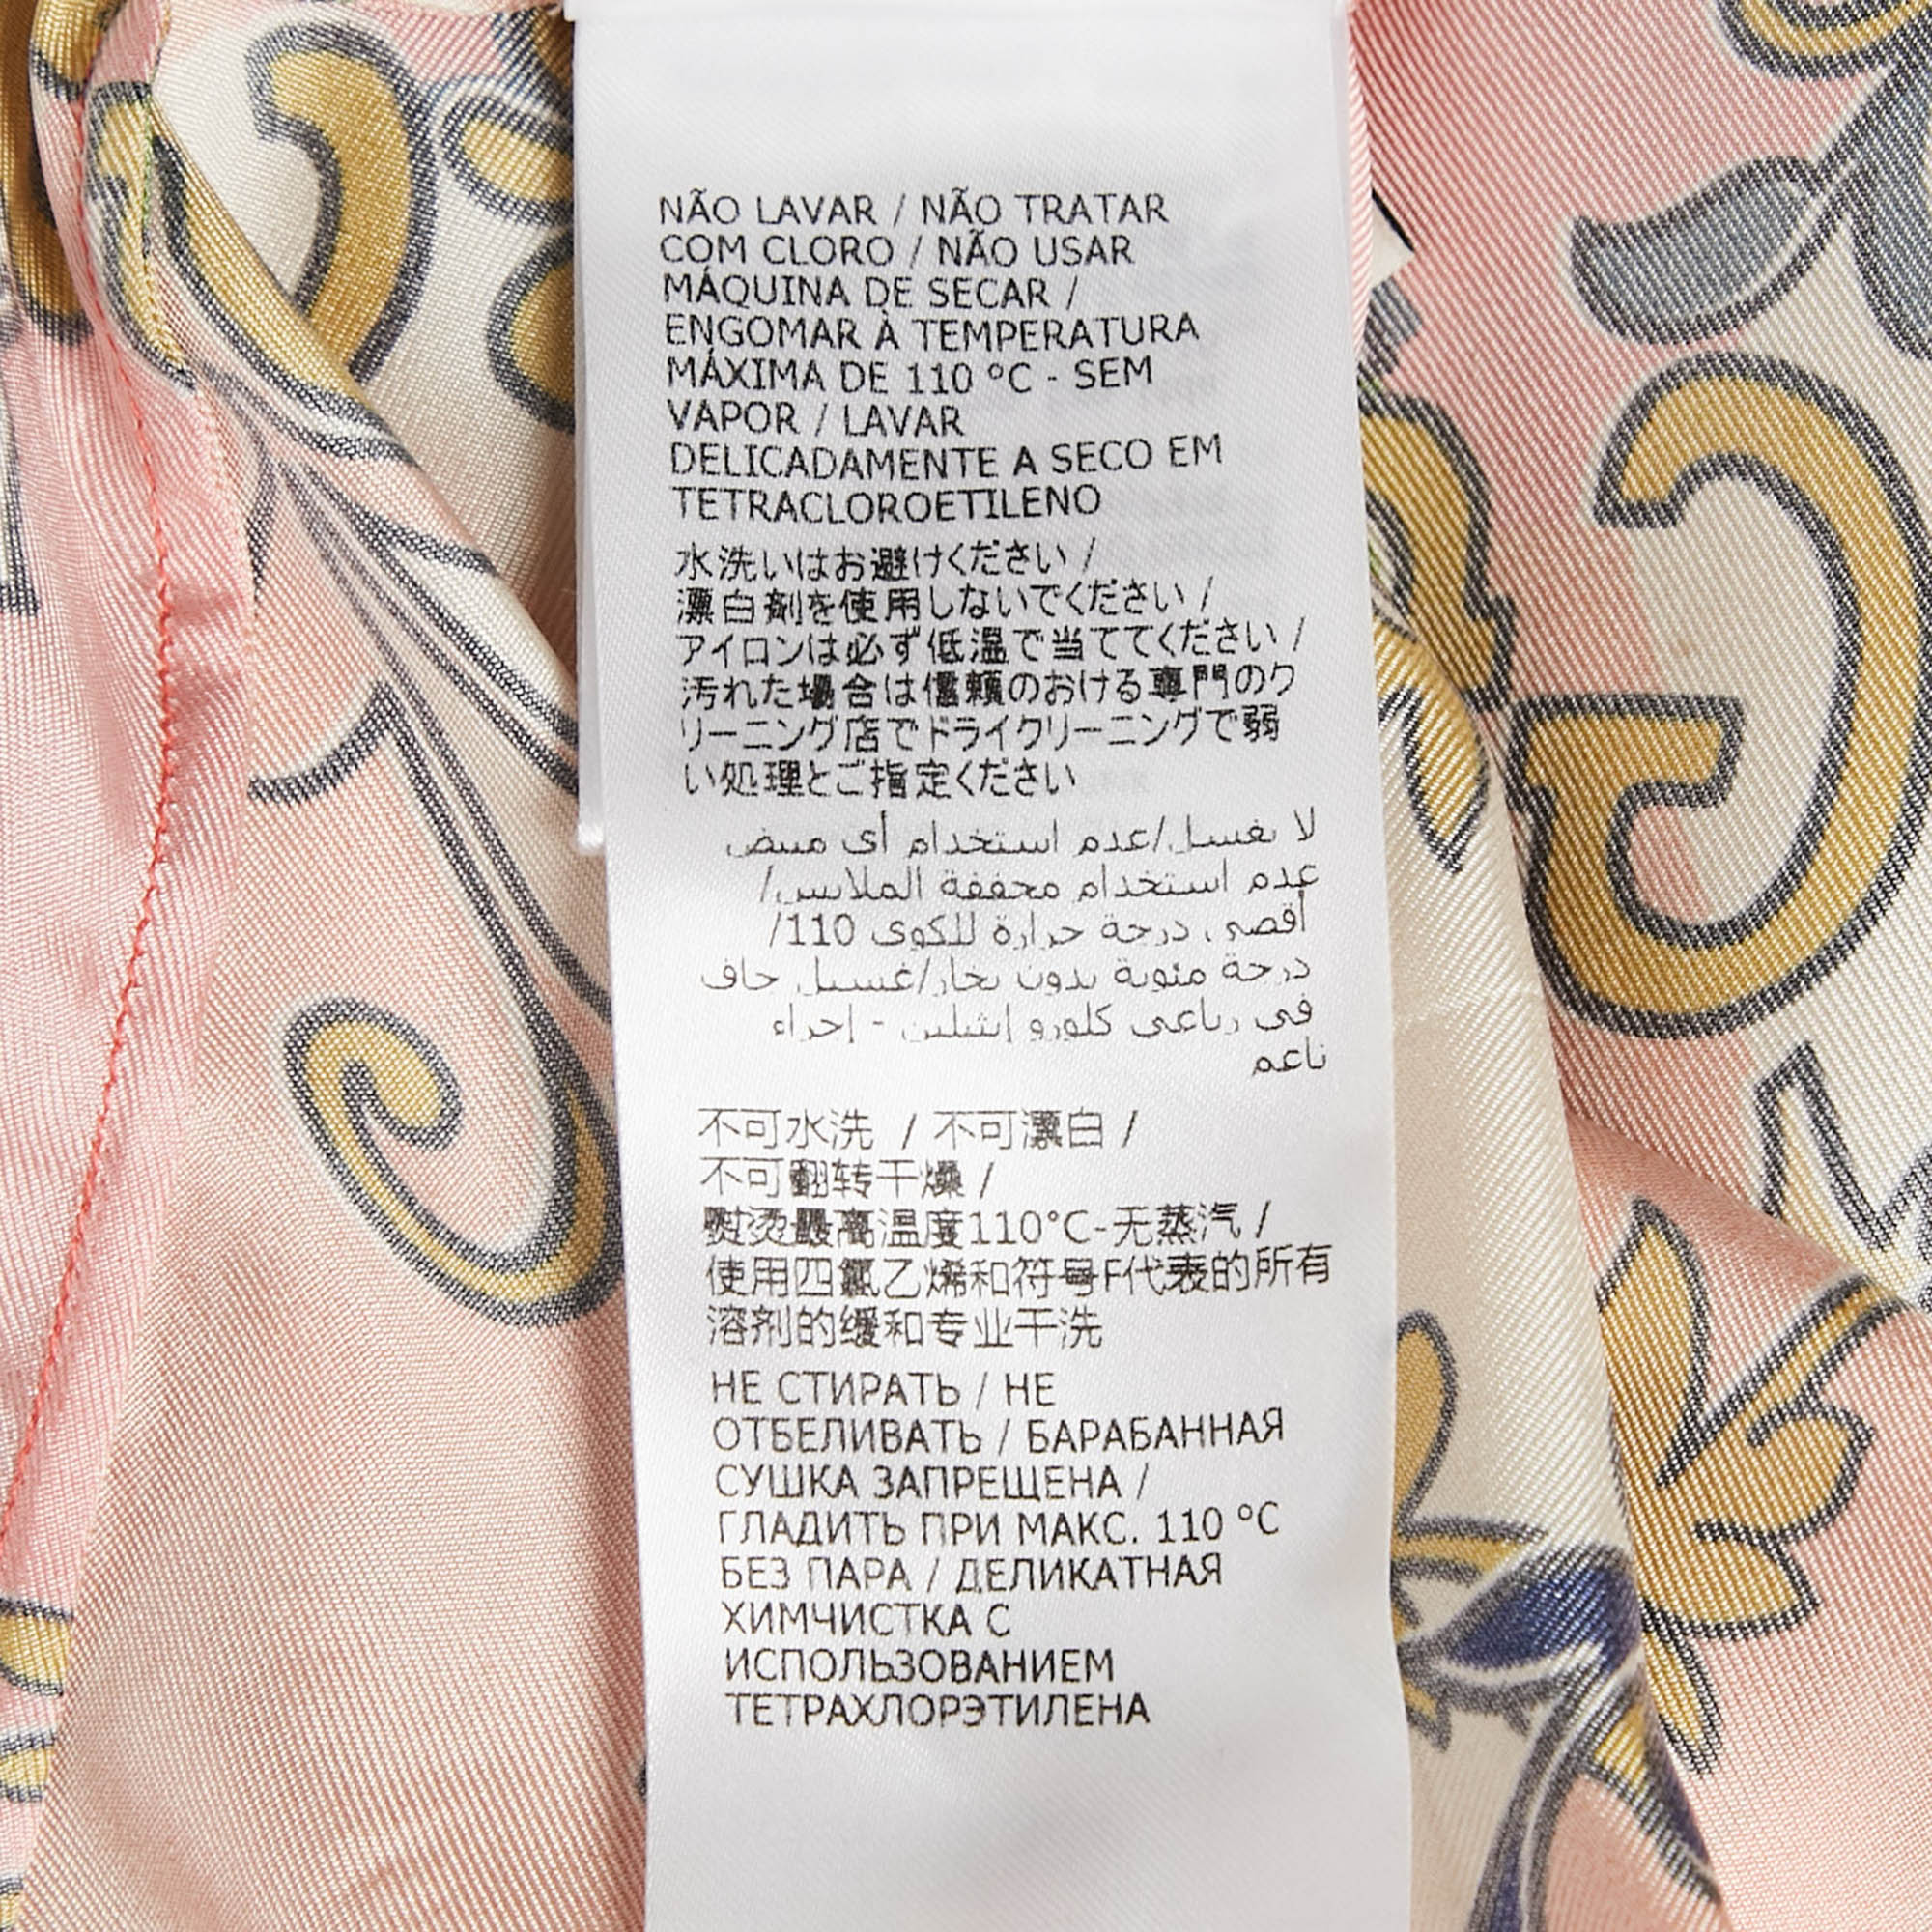 NÃO LAVAR / NÃO TRATAR
COM CLORO / NÃO USAR
MÁQUINA DE SECAR /
ENGOMAR À TEMPERATURA
MÁXIMA DE 110 °C - SEM
VAPOR / LAVAR
DELICADAMENTE A SECO EM
TETRACLOROETILENO
水洗いはお避けください /
漂白剤を使用しないでください /
アイロンは必ず低温で当ててください /
汚れた場合は信頼のおける専門のク
リーニング店でドライクリーニングで弱
い処理とご指定ください
لا يغسل/عدم استخدام أي مبيض
عدم استخدام مجففة الملابس/
أقصى درجة حرارة للكوي 110/
درجة مئوية بدون بخار/غسيل جاف
في رباعي كلورو إيثيلين - إجراء
ناعم
不可水洗 / 不可漂白 /
不可翻转干燥 /
熨烫最高温度110°C-无蒸汽 /
使用四氯乙烯和符号F代表的所有
溶剂的缓和专业干洗
НЕ СТИРАТЬ / НЕ
ОТБЕЛИВАТЬ / БАРАБАННАЯ
СУШКА ЗАПРЕЩЕНА /
ГЛАДИТЬ ПРИ МАКС. 110 °C
БЕЗ ПАРА / ДЕЛИКАТНАЯ
ХИМЧИСТКА С
ИСПОЛЬЗОВАНИЕМ
ТЕТРАХЛОРЭТИЛЕНА